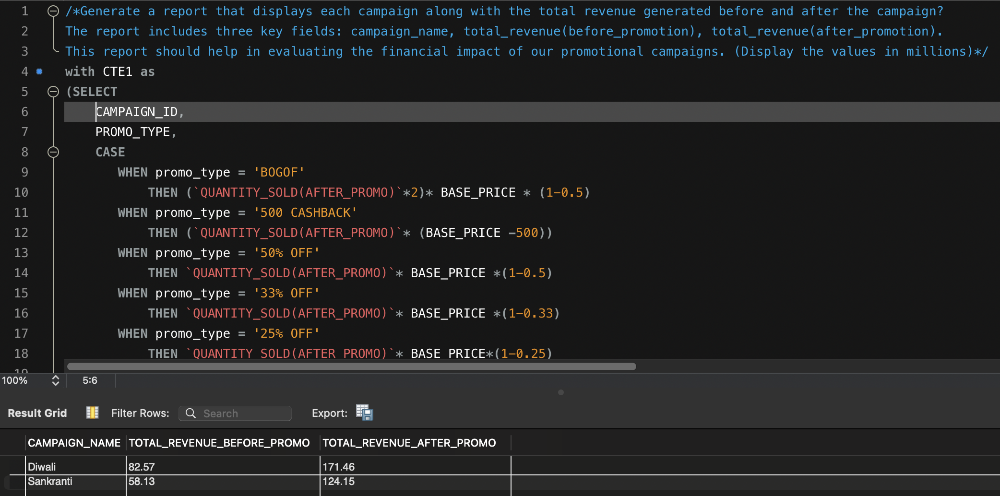 1 /*Generate a report that displays each campaign along with the total revenue generated before and after the campaign?
2 The report includes three key fields: campaign_name, total_revenue(before_promotion), total_revenue(after_promotion).
3 This report should help in evaluating the financial impact of our promotional campaigns. (Display the values in millions)*/
4 with CTE1 as
5 (SELECT
6 CAMPAIGN_ID,
7 PROMO_TYPE,
8 CASE
9 WHEN promo_type = 'BOGOF'
10 THEN (`QUANTITY_SOLD(AFTER_PROMO)`*2)* BASE_PRICE * (1-0.5)
11 WHEN promo_type = '500 CASHBACK'
12 THEN (`QUANTITY_SOLD(AFTER_PROMO)`* (BASE_PRICE -500))
13 WHEN promo_type = '50% OFF'
14 THEN `QUANTITY_SOLD(AFTER_PROMO)`* BASE_PRICE *(1-0.5)
15 WHEN promo_type = '33% OFF'
16 THEN `QUANTITY_SOLD(AFTER_PROMO)`* BASE_PRICE *(1-0.33)
17 WHEN promo_type = '25% OFF'
18 THEN `QUANTITY_SOLD(AFTER_PROMO)`* BASE_PRICE*(1-0.25)
19
100% 5:6
Result Grid Filter Rows: Search Export:
CAMPAIGN_NAME TOTAL_REVENUE_BEFORE_PROMO TOTAL_REVENUE_AFTER_PROMO
Diwali 82.57 171.46
Sankranti 58.13 124.15